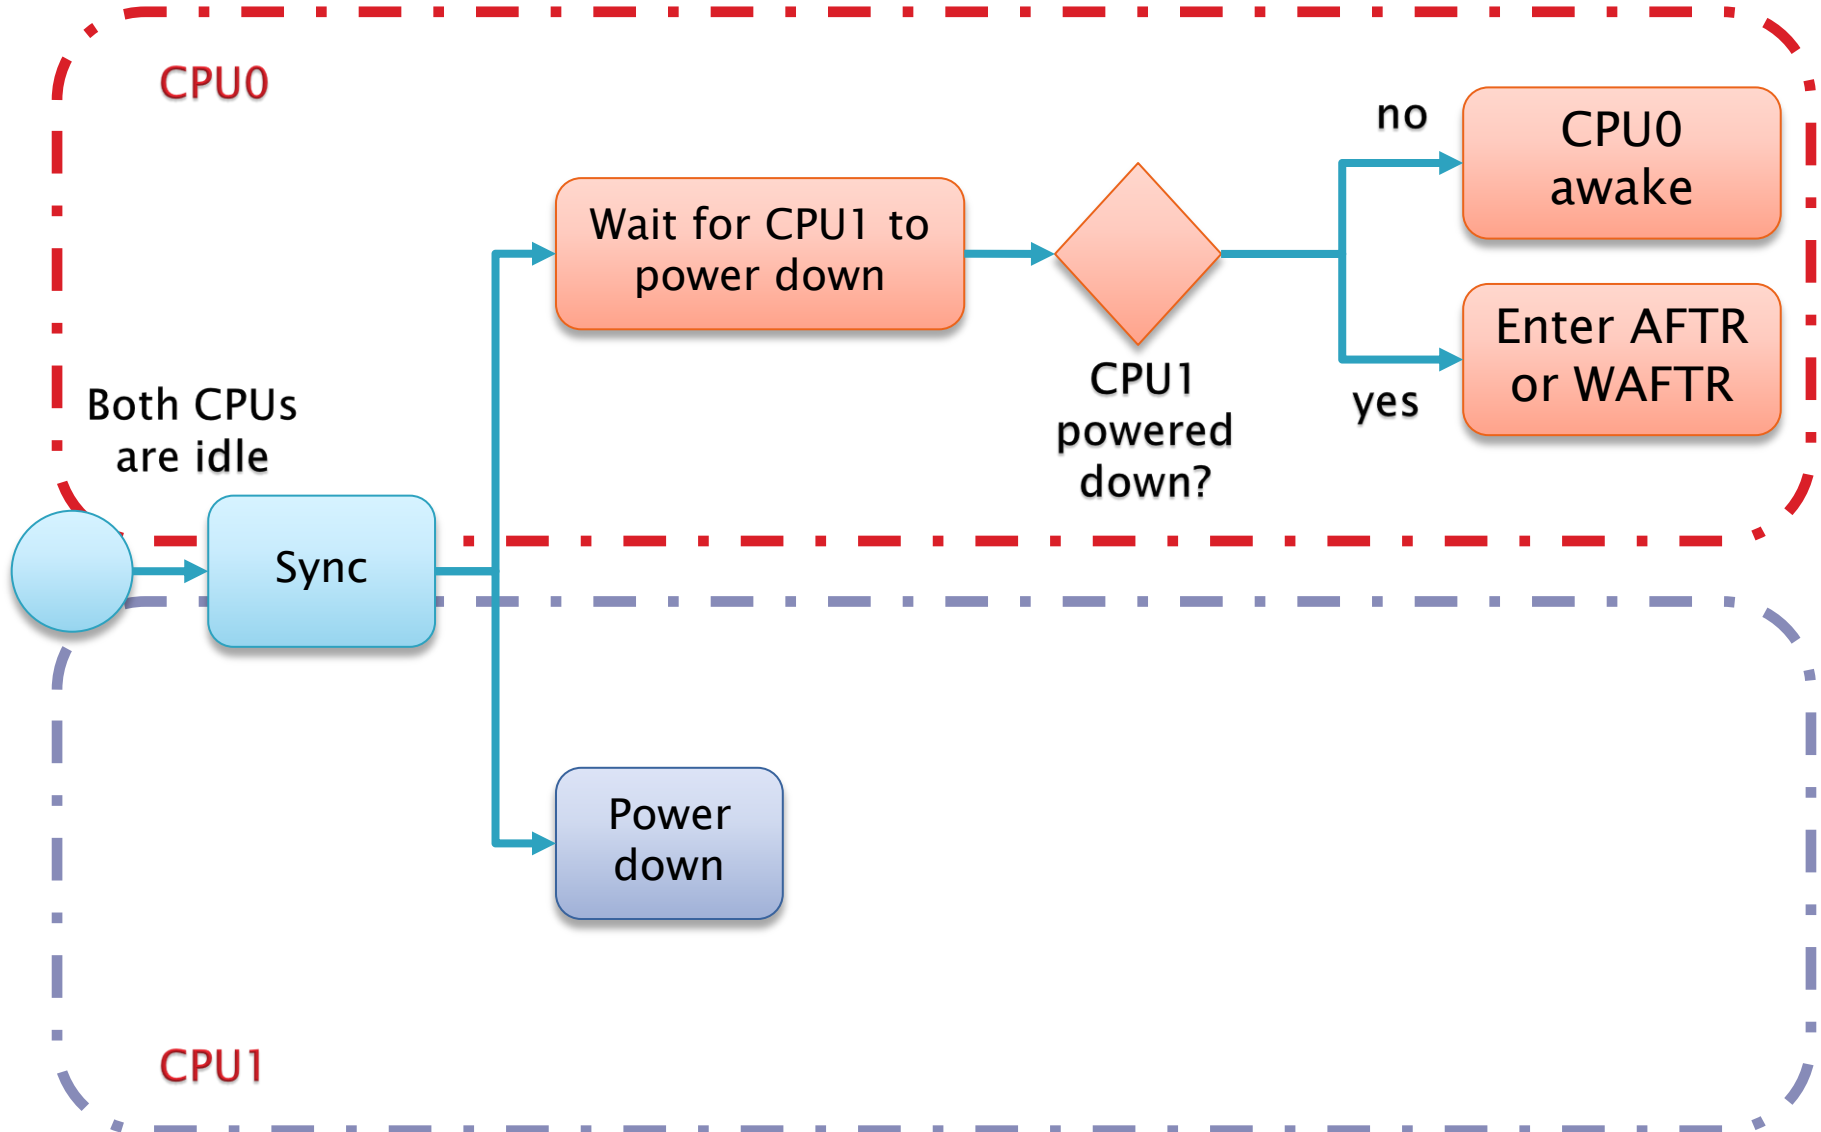 CPU0
no
CPU0
awake
Wait for CPU1 to
power down
Enter AFTR
or WAFTR
CPU1
powered
down?
yes
Both CPUs
are idle
Sync
Power
down
CPU1